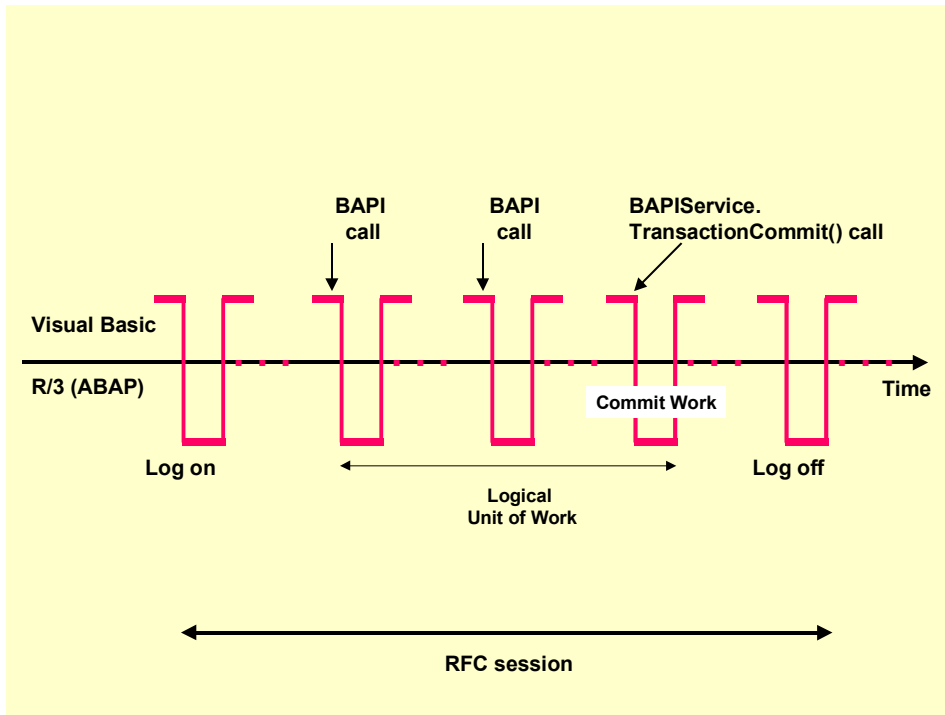 BAPI
call
BAPI
call
BAPIService.
TransactionCommit() call
Visual Basic
R/3 (ABAP)
Time
Commit Work
Log on
Log off
Logical
Unit of Work
RFC session